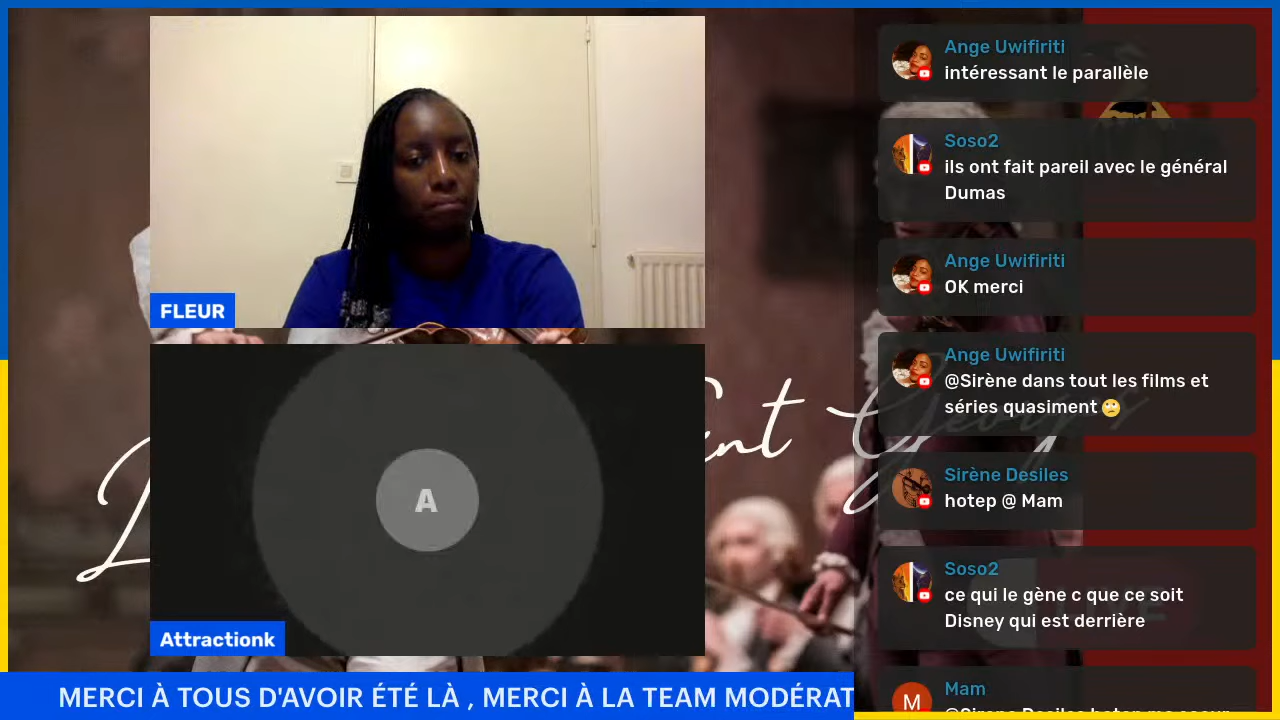 FLEUR
A
Attractionk
int Georges
MERCI À TOUS D'AVOIR ÉTÉ LÀ , MERCI À LA TEAM MODÉRAT
Ange Uwifiriti
intéressant le parallèle
Soso2
ils ont fait pareil avec le général
Dumas
Ange Uwifiriti
OK merci
Ange Uwifiriti
@Sirène dans tout les films et
séries quasiment 🙄
Sirène Desiles
hotep @ Mam
Soso2
ce qui le gène c que ce soit
Disney qui est derrière
M
Mam